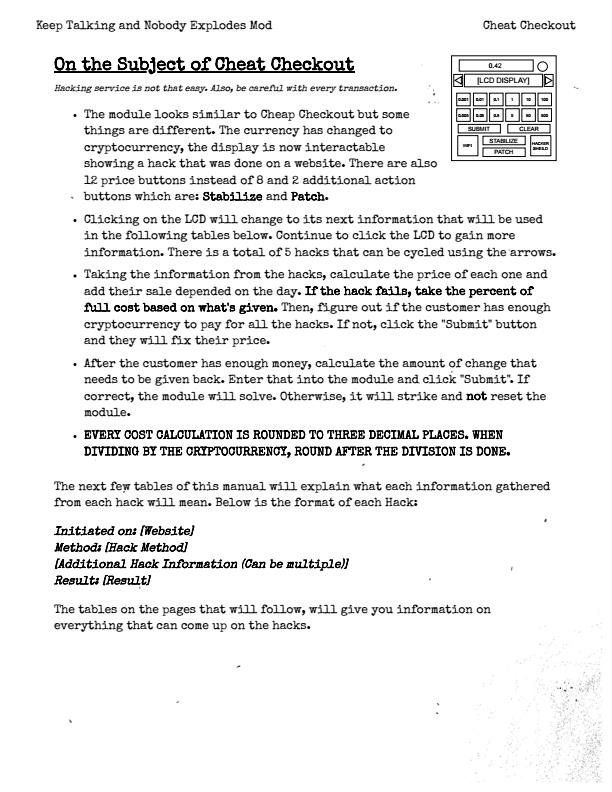 Keep Talking and Nobody Explodes Mod
Cheat Checkout
On the Subject of Cheat Checkout
Hacking service is not that easy. Also, be careful with every transaction.
0.42
[LCD DISPLAY]
0.001 0.01 0.1 1 10 100
0.005 0.05 0.5 5 50 500
SUBMIT CLEAR
WIFI
STABILIZE
PATCH
HACKER
SHEILD
• The module looks similar to Cheap Checkout but some
things are different. The currency has changed to
cryptocurrency, the display is now interactable
showing a hack that was done on a website. There are also
12 price buttons instead of 8 and 2 additional action
buttons which are: Stabilize and Patch.
• Clicking on the LCD will change to its next information that will be used
in the following tables below. Continue to click the LCD to gain more
information. There is a total of 5 hacks that can be cycled using the arrows.
• Taking the information from the hacks, calculate the price of each one and
add their sale depended on the day. If the hack fails, take the percent of
full cost based on what's given. Then, figure out if the customer has enough
cryptocurrency to pay for all the hacks. If not, click the "Submit" button
and they will fix their price.
• After the customer has enough money, calculate the amount of change that
needs to be given back. Enter that into the module and click "Submit". If
correct, the module will solve. Otherwise, it will strike and not reset the
module.
• EVERY COST CALCULATION IS ROUNDED TO THREE DECIMAL PLACES. WHEN
DIVIDING BY THE CRYPTOCURRENCY, ROUND AFTER THE DIVISION IS DONE.
The next few tables of this manual will explain what each information gathered
from each hack will mean. Below is the format of each Hack:
Initiated on: [Website]
Method: [Hack Method]
[Additional Hack Information (Can be multiple)]
Result: [Result]
The tables on the pages that will follow, will give you information on
everything that can come up on the hacks.